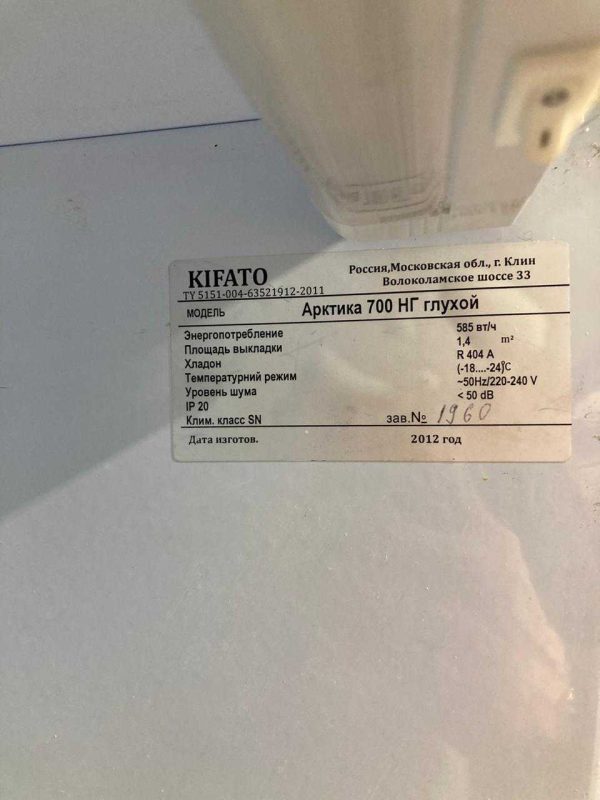 KIFATO
ТУ 5151-004-63521912-2011
Россия,Московская обл., г. Клин
Волоколамское шоссе 33
МОДЕЛЬ Арктика 700 НГ глухой
Энергопотребление 585 вт/ч
Площадь выкладки 1,4 m²
Хладон R 404 A
Температурний режим (-18....-24)°C
Уровень шума ~50Hz/220-240 V
IP 20 < 50 dB
Клим. класс SN зав.№ 1960
Дата изготов. 2012 год